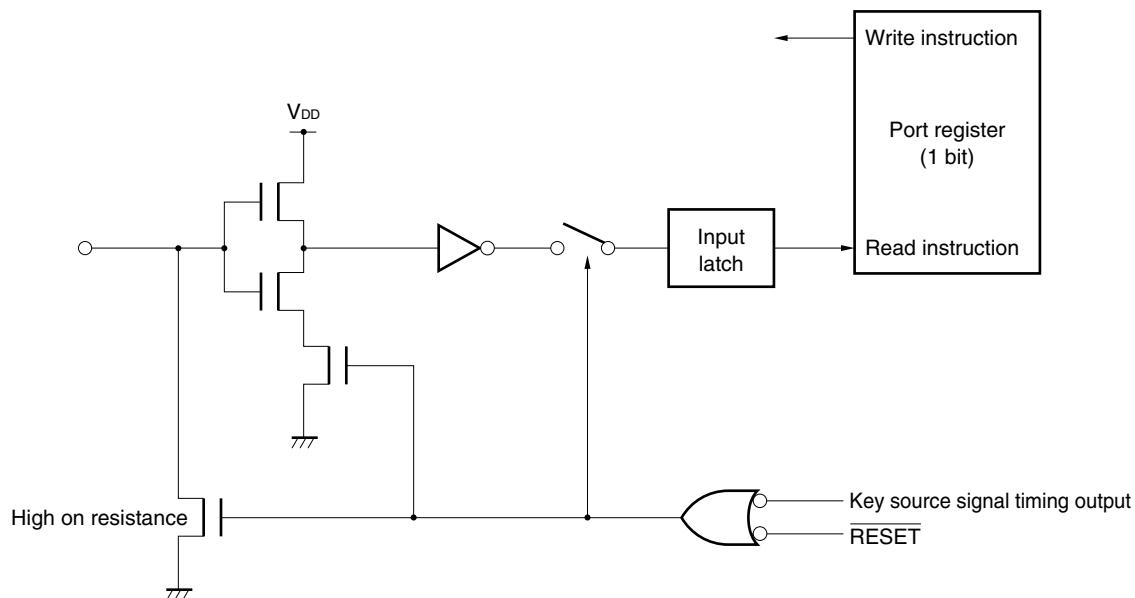 Write instruction
VDD
Port register
(1 bit)
Input
latch
Read instruction
High on resistance
Key source signal timing output
RESET